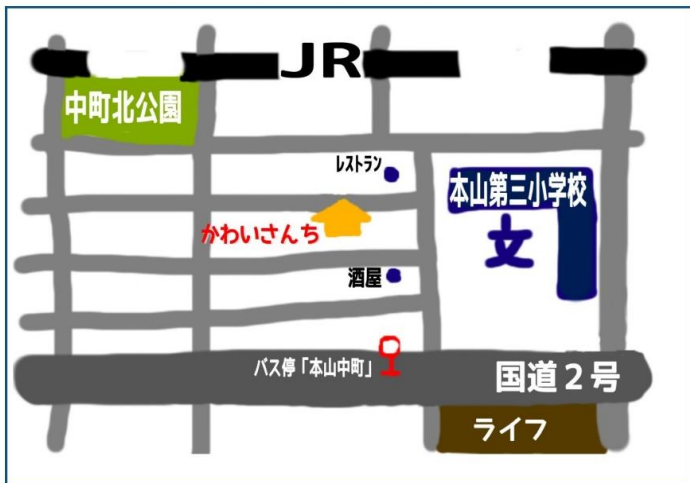 JR
中町北公園
レストラン
本山第三小学校
文
かわいさんち
酒屋
バス停「本山中町」
国道２号
ライフ